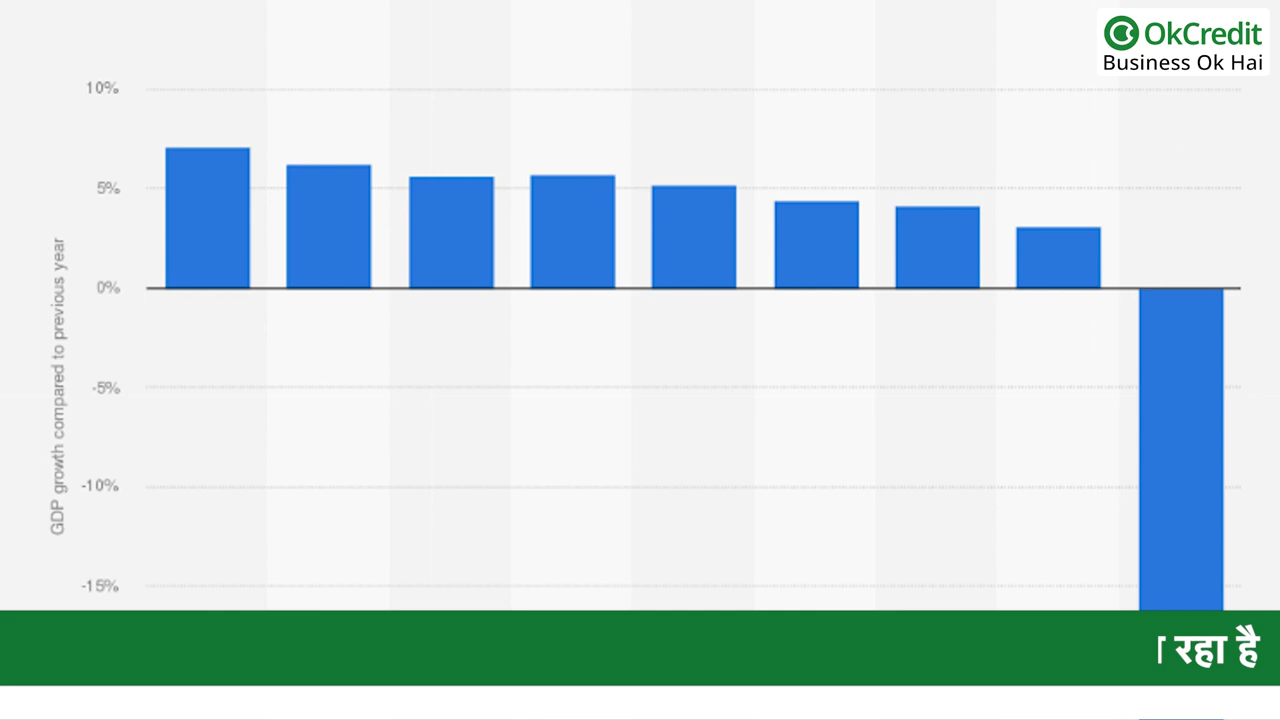 OkCredit
Business Ok Hai
10%
5%
0%
-5%
-10%
-15%
GDP growth compared to previous year
रहा है